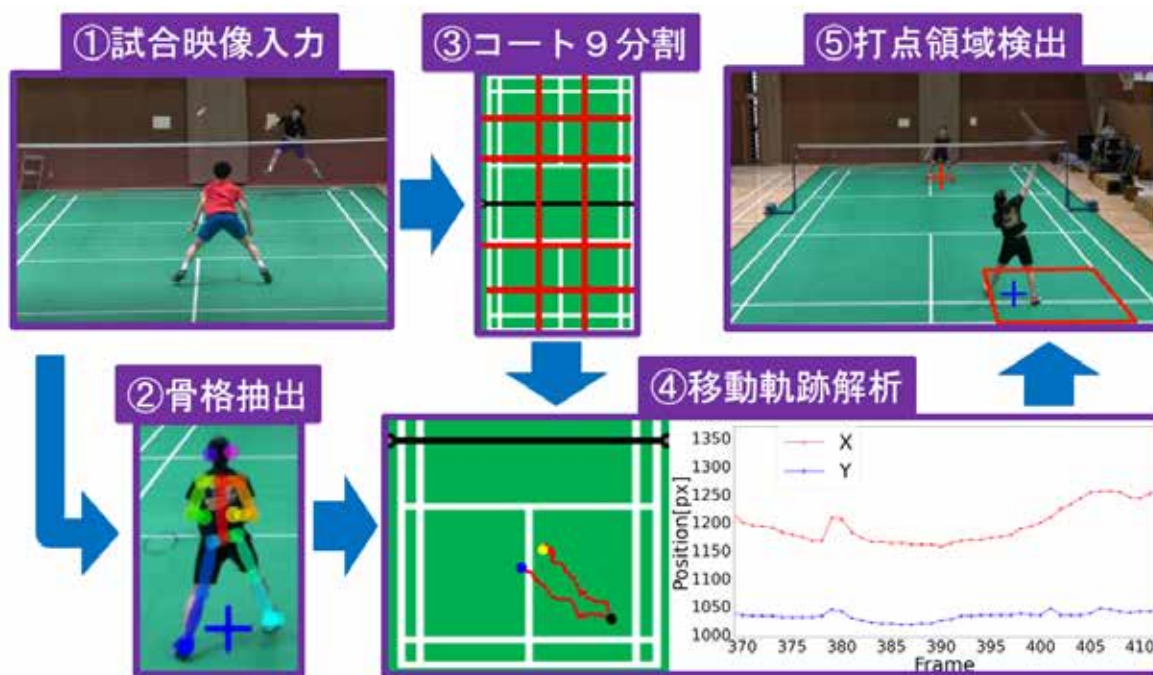 ①試合映像入力
③コート９分割
⑤打点領域検出
②骨格抽出
④移動軌跡解析
X
Y
Position[px]
1350
1300
1250
1200
1150
1100
1050
1000
370 375 380 385 390 395 400 405 410
Frame